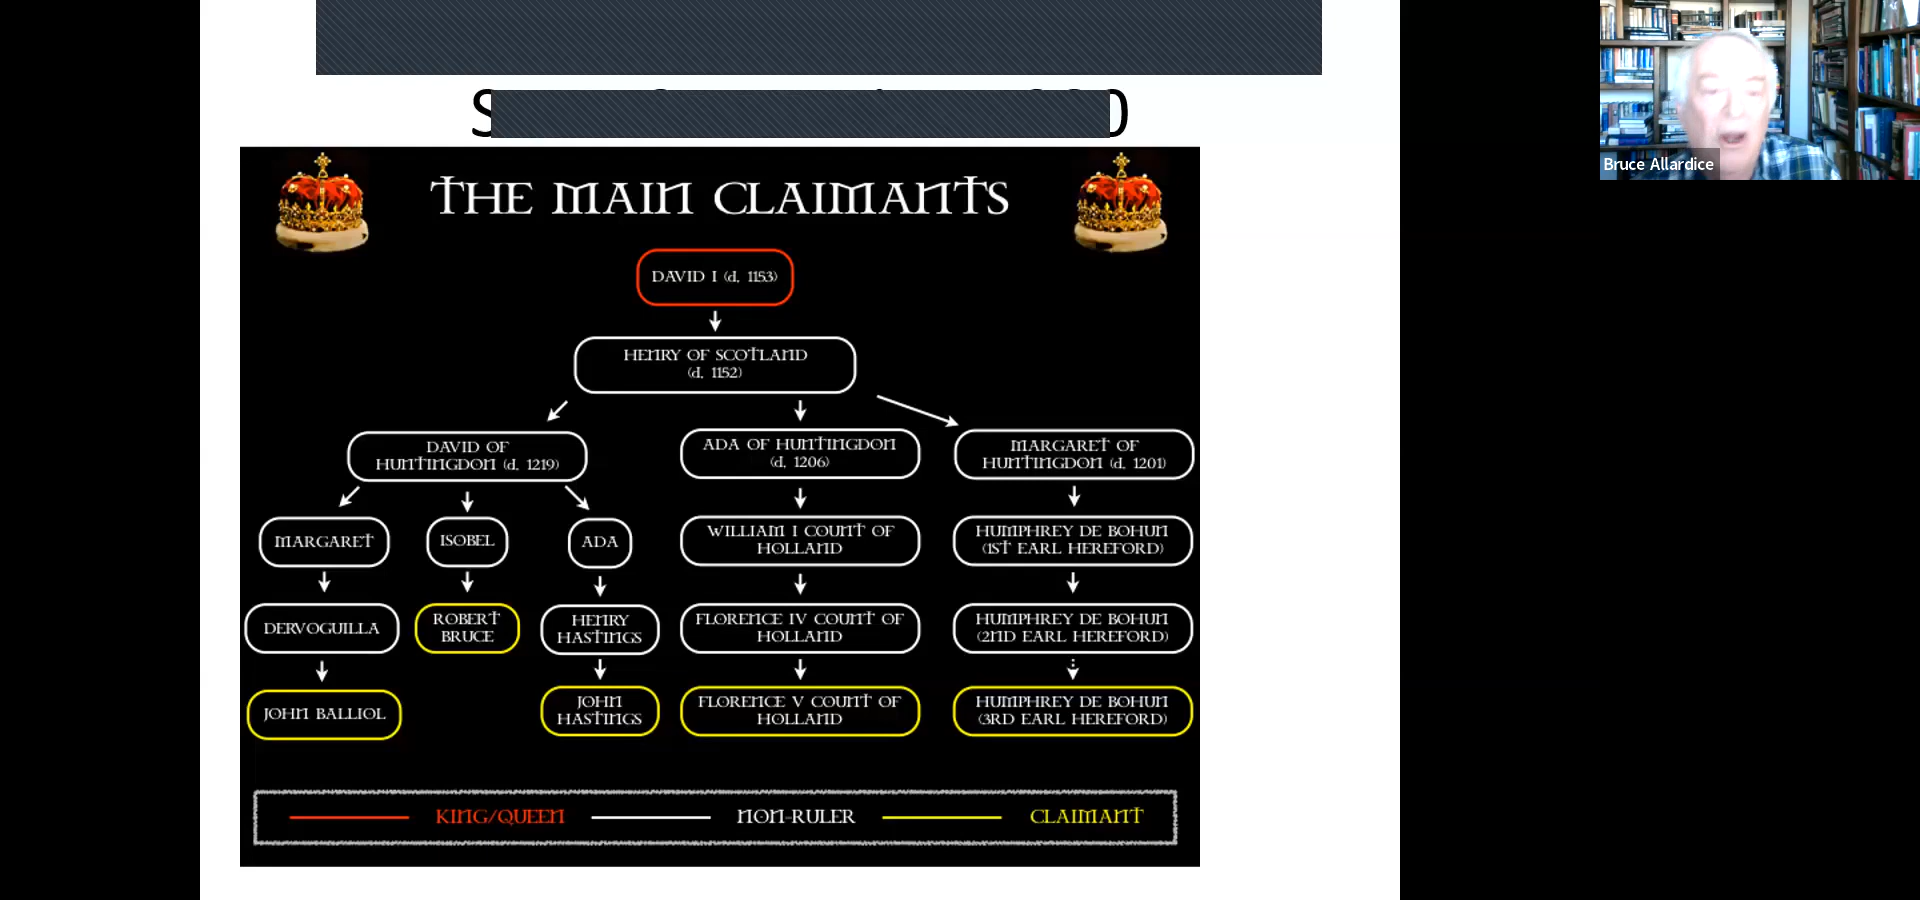 Bruce Allardice
THE MAIN CLAIMANTS
DAVID I (d. 1153)
HENRY OF SCOTLAND
(d. 1152)
DAVID OF
HUNTINGDON (d. 1219)
ADA OF HUNTINGDON
(d. 1206)
MARGARET OF
HUNTINGDON (d. 1201)
MARGARET
ISOBEL
ADA
WILLIAM I COUNT OF
HOLLAND
HUMPHREY DE BOHUN
(1ST EARL HEREFORD)
DERVOGUILLA
ROBERT
BRUCE
HENRY
HASTINGS
FLORENCE IV COUNT OF
HOLLAND
HUMPHREY DE BOHUN
(2ND EARL HEREFORD)
JOHN BALLIOL
JOHN
HASTINGS
FLORENCE V COUNT OF
HOLLAND
HUMPHREY DE BOHUN
(3RD EARL HEREFORD)
KING/QUEEN
NON-RULER
CLAIMANT